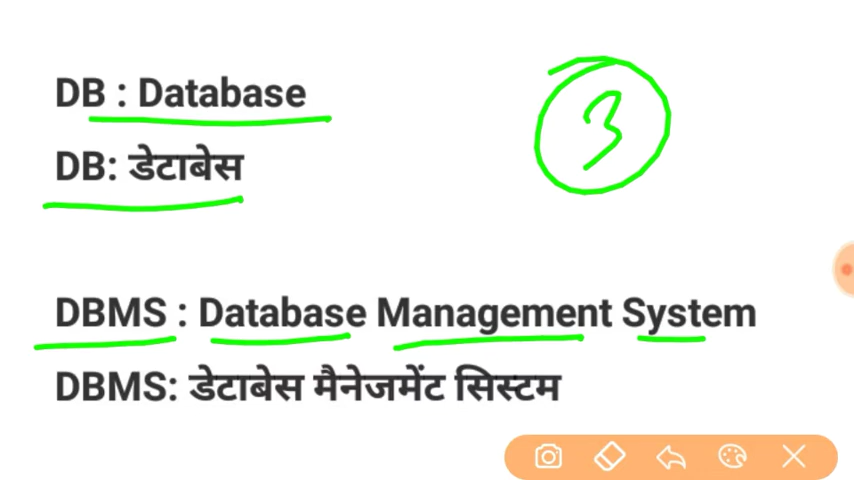 DB : Database
3
DB: डेटाबेस
DBMS : Database Management System
DBMS: डेटाबेस मैनेजमेंट सिस्टम